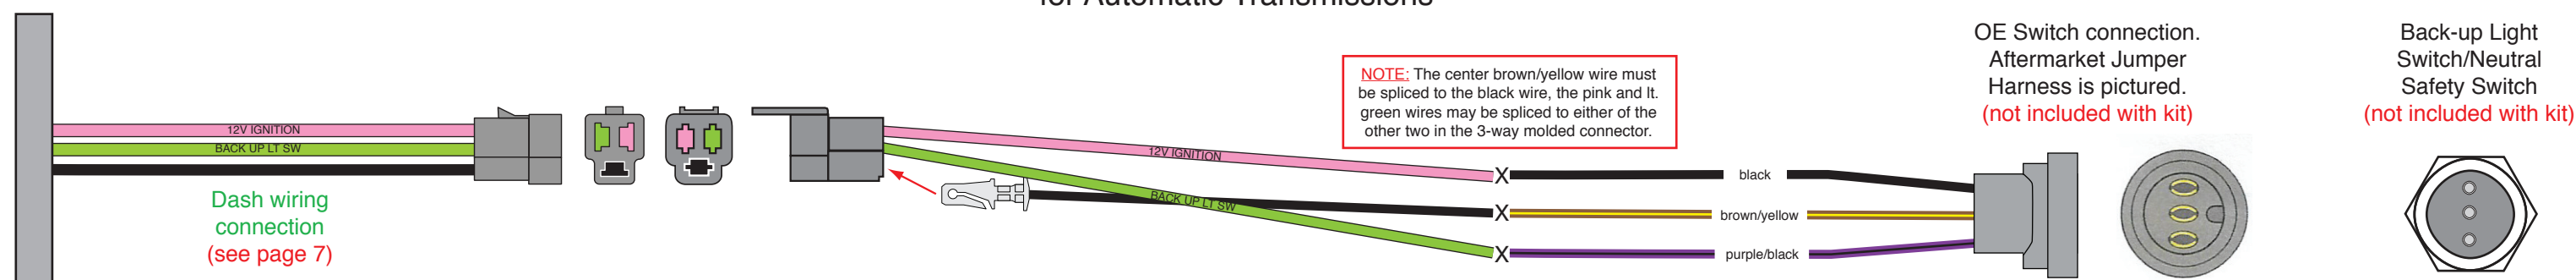 for Automatic Transmissions
OE Switch connection.
Aftermarket Jumper
Harness is pictured.
(not included with kit)
Back-up Light
Switch/Neutral
Safety Switch
(not included with kit)
NOTE: The center brown/yellow wire must
be spliced to the black wire, the pink and lt.
green wires may be spliced to either of the
other two in the 3-way molded connector.
12V IGNITION
BACK UP LT SW
12V IGNITION
BACK UP LT SW
X
black
X
brown/yellow
X
purple/black
Dash wiring
connection
(see page 7)